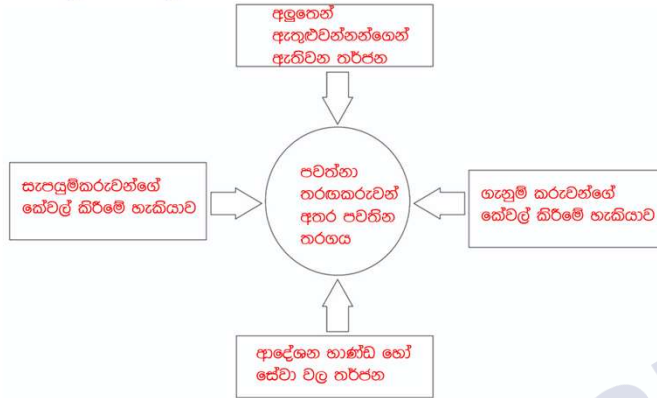 අලුතෙන්
ඇතුළුවන්නන්ගෙන්
ඇතිවන තර්ජන
සැපයුම්කරුවන්ගේ
කේවල් කිරීමේ හැකියාව
පවත්නා
තරඟකරුවන්
අතර පවතින
තරගය
ගැනුම් කරුවන්ගේ
කේවල් කිරීමේ හැකියාව
ආදේශන භාණ්ඩ හෝ
සේවා වල තර්ජන